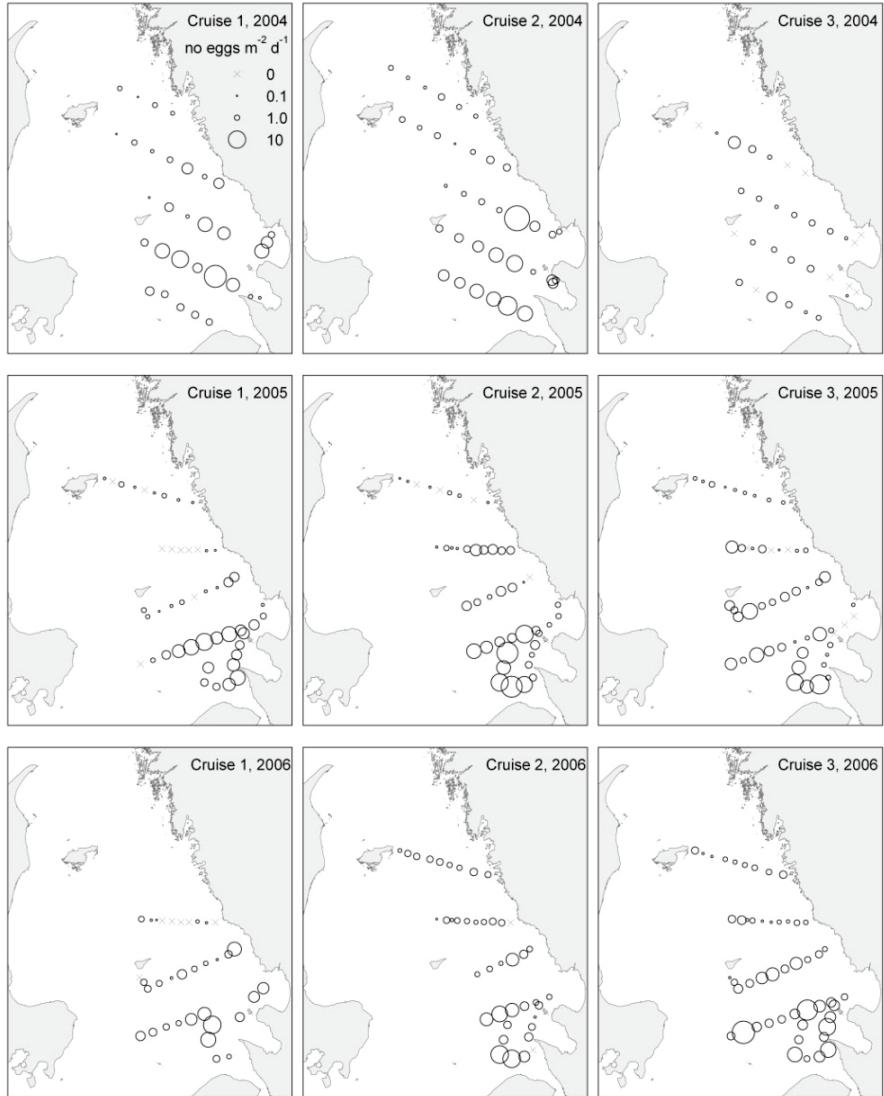 Cruise 1, 2004
no eggs m⁻² d⁻¹
0
0.1
1.0
10
Cruise 2, 2004
Cruise 3, 2004
Cruise 1, 2005
Cruise 2, 2005
Cruise 3, 2005
Cruise 1, 2006
Cruise 2, 2006
Cruise 3, 2006